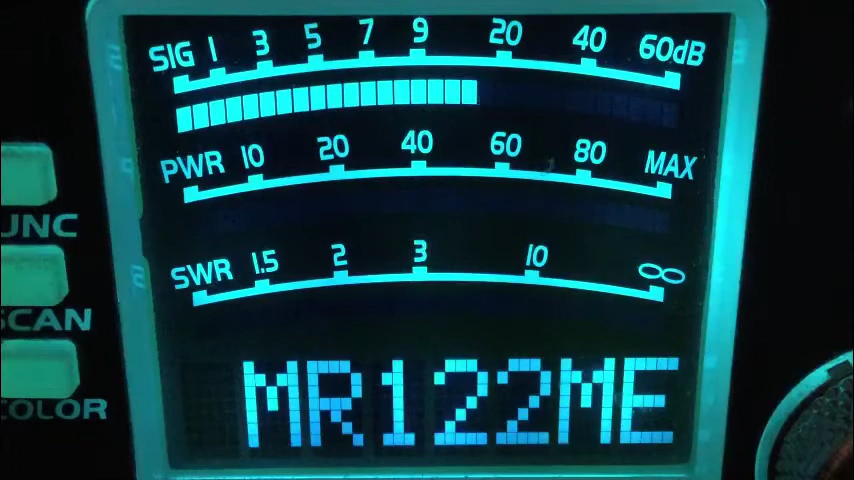 SIG 1 3 5 7 9 20 40 60dB
PWR 10 20 40 60 80 MAX
SWR 1.5 2 3 10 ∞
MR122ME
UNC
SCAN
COLOR